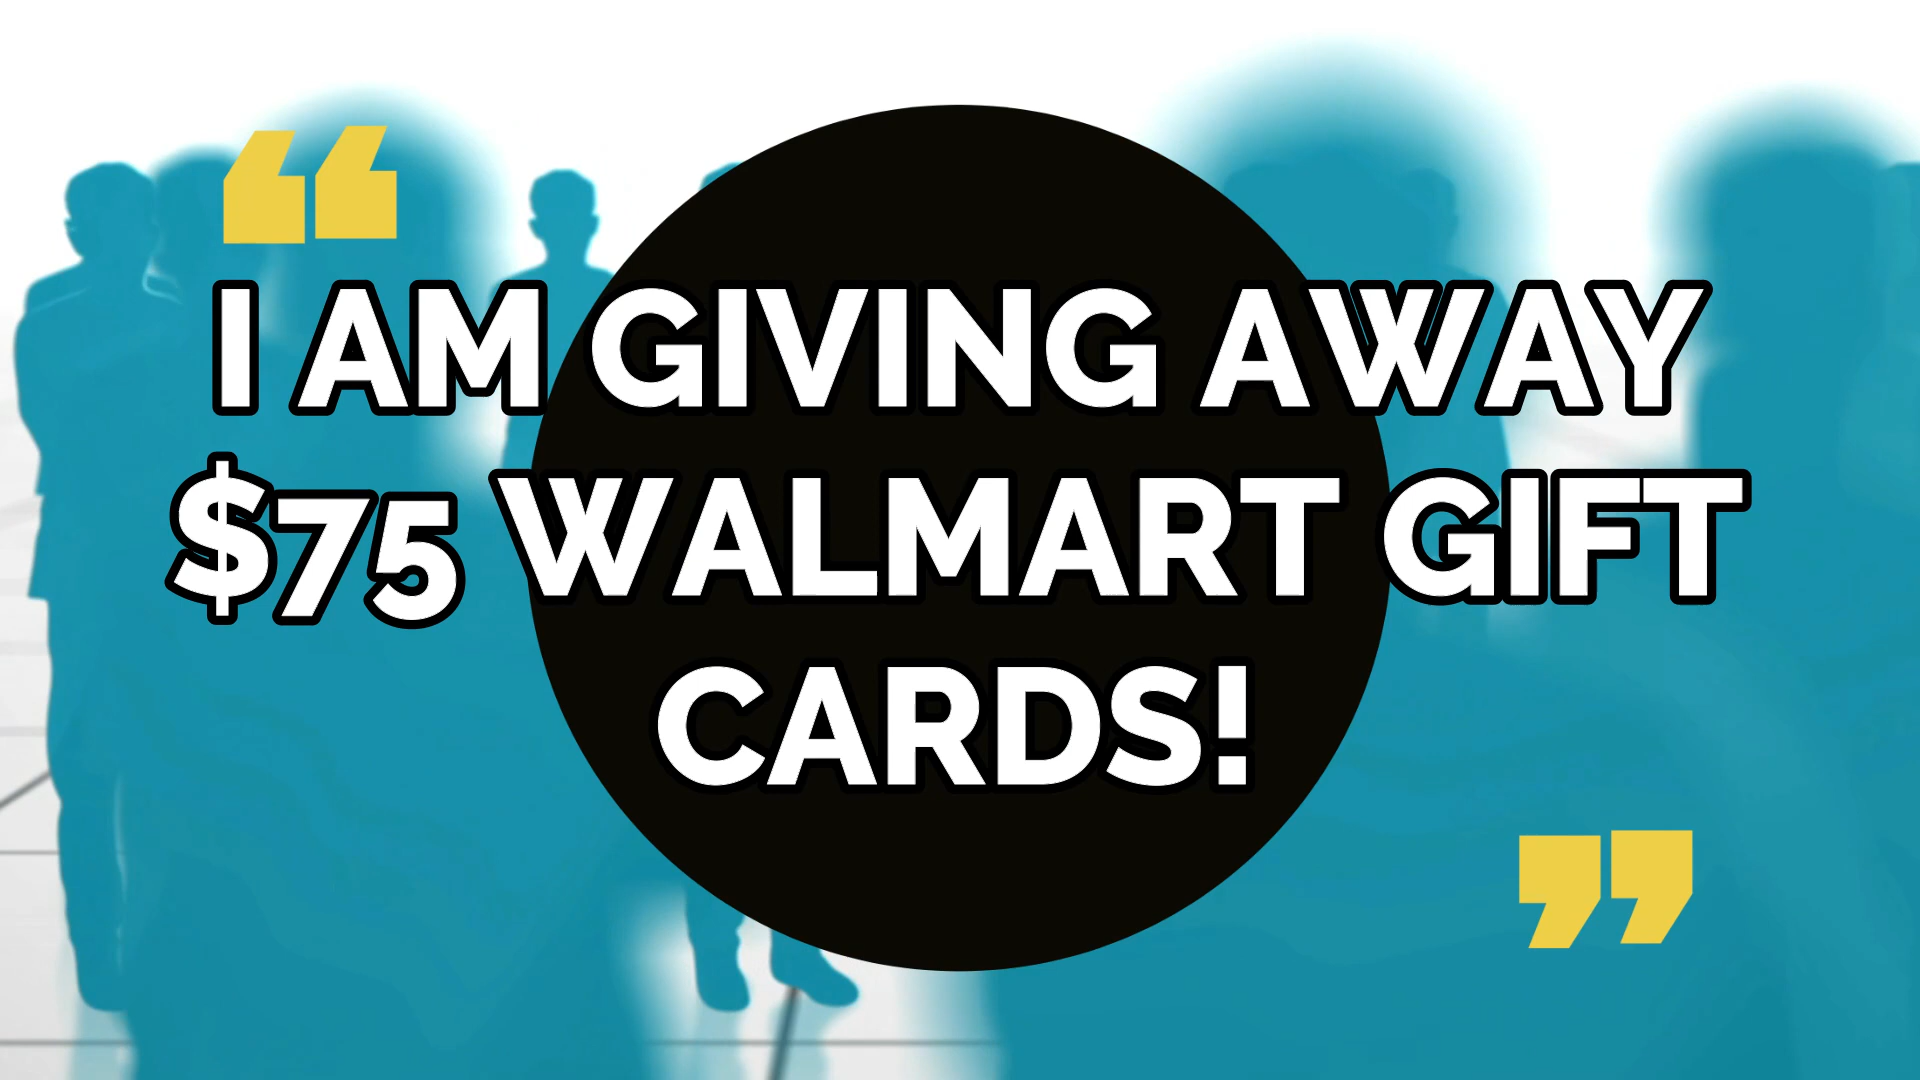 “
I AM GIVING AWAY
$75 WALMART GIFT
CARDS!
”